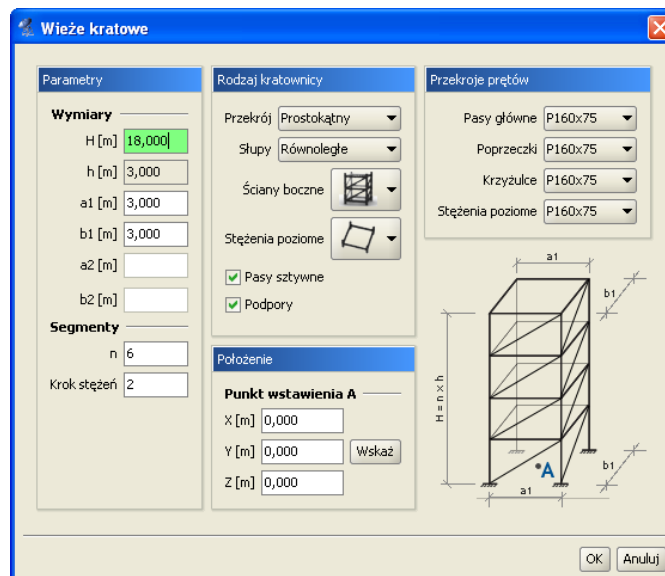 Wieże kratowe
Parametry
Wymiary
H [m] 18,000
h [m] 3,000
a1 [m] 3,000
b1 [m] 3,000
a2 [m]
b2 [m]
Segmenty
n 6
Krok stężeń 2
Rodzaj kratownicy
Przekrój Prostokątny
Słupy Równoległe
Ściany boczne
Stężenia poziome
Pasy sztywne
Podpory
Położenie
Punkt wstawienia A
X [m] 0,000
Y [m] 0,000 Wskaż
Z [m] 0,000
Przekroje prętów
Pasy główne P160x75
Poprzeczki P160x75
Krzyżulce P160x75
Stężenia poziome P160x75
a1
b1
H = n x h
A
b1
a1
OK Anuluj